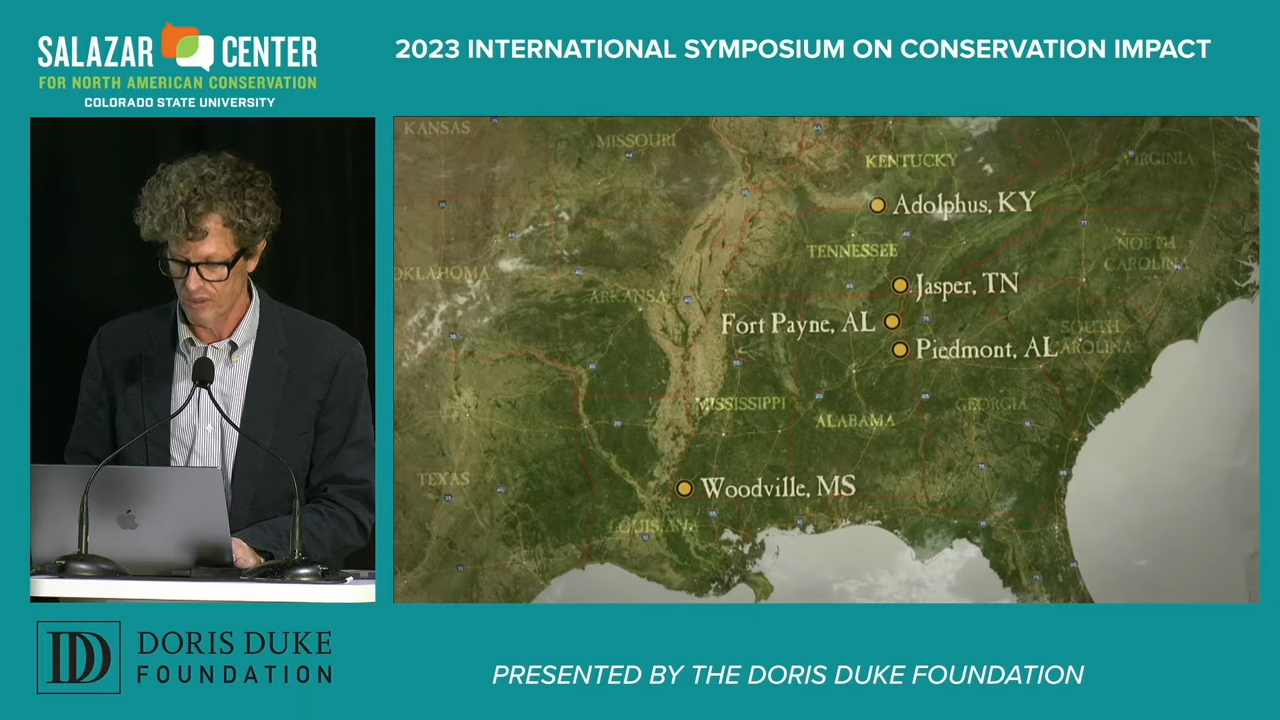 SALAZAR CENTER
FOR NORTH AMERICAN CONSERVATION
COLORADO STATE UNIVERSITY
2023 INTERNATIONAL SYMPOSIUM ON CONSERVATION IMPACT
KANSAS
MISSOURI
KENTUCKY
VIRGINIA
Adolphus, KY
TENNESSEE
NORTH
CAROLINA
OKLAHOMA
ARKANSAS
Jasper, TN
Fort Payne, AL
SOUTH
CAROLINA
Piedmont, AL
MISSISSIPPI
ALABAMA
GEORGIA
TEXAS
Woodville, MS
LOUISIANA
DD
DORIS DUKE
FOUNDATION
PRESENTED BY THE DORIS DUKE FOUNDATION